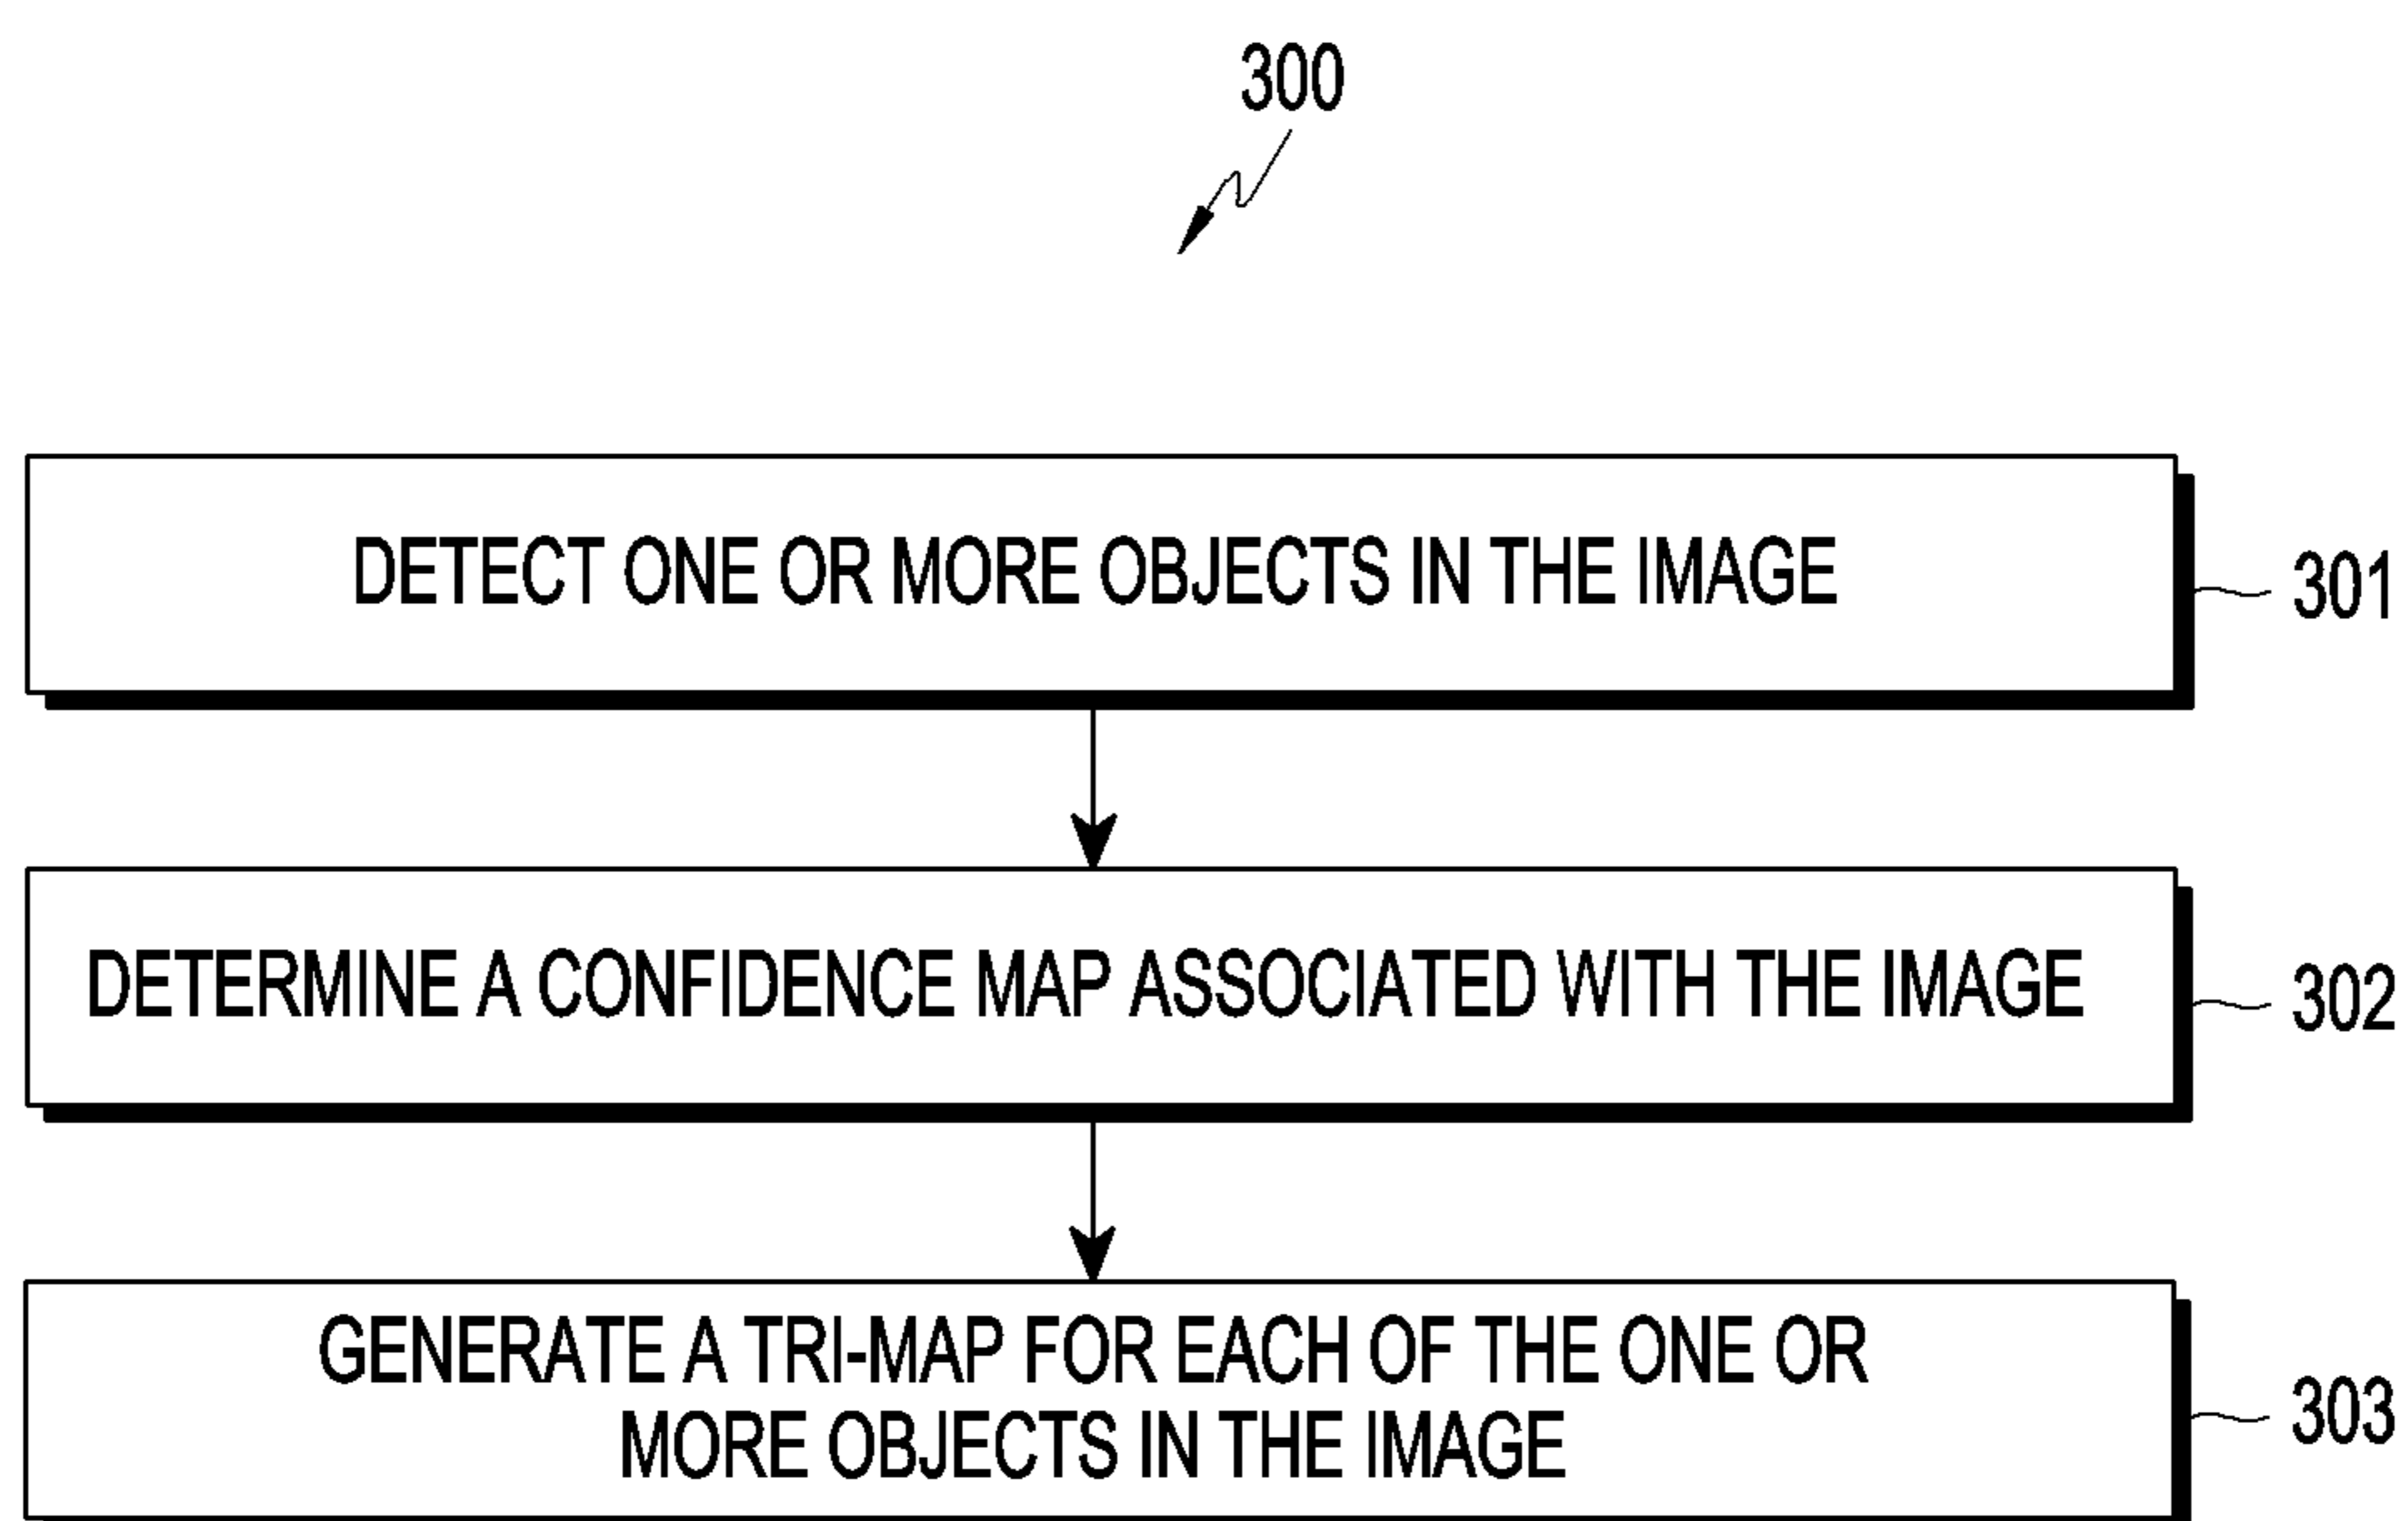 300
DETECT ONE OR MORE OBJECTS IN THE IMAGE
301
DETERMINE A CONFIDENCE MAP ASSOCIATED WITH THE IMAGE
302
GENERATE A TRI-MAP FOR EACH OF THE ONE OR
MORE OBJECTS IN THE IMAGE
303